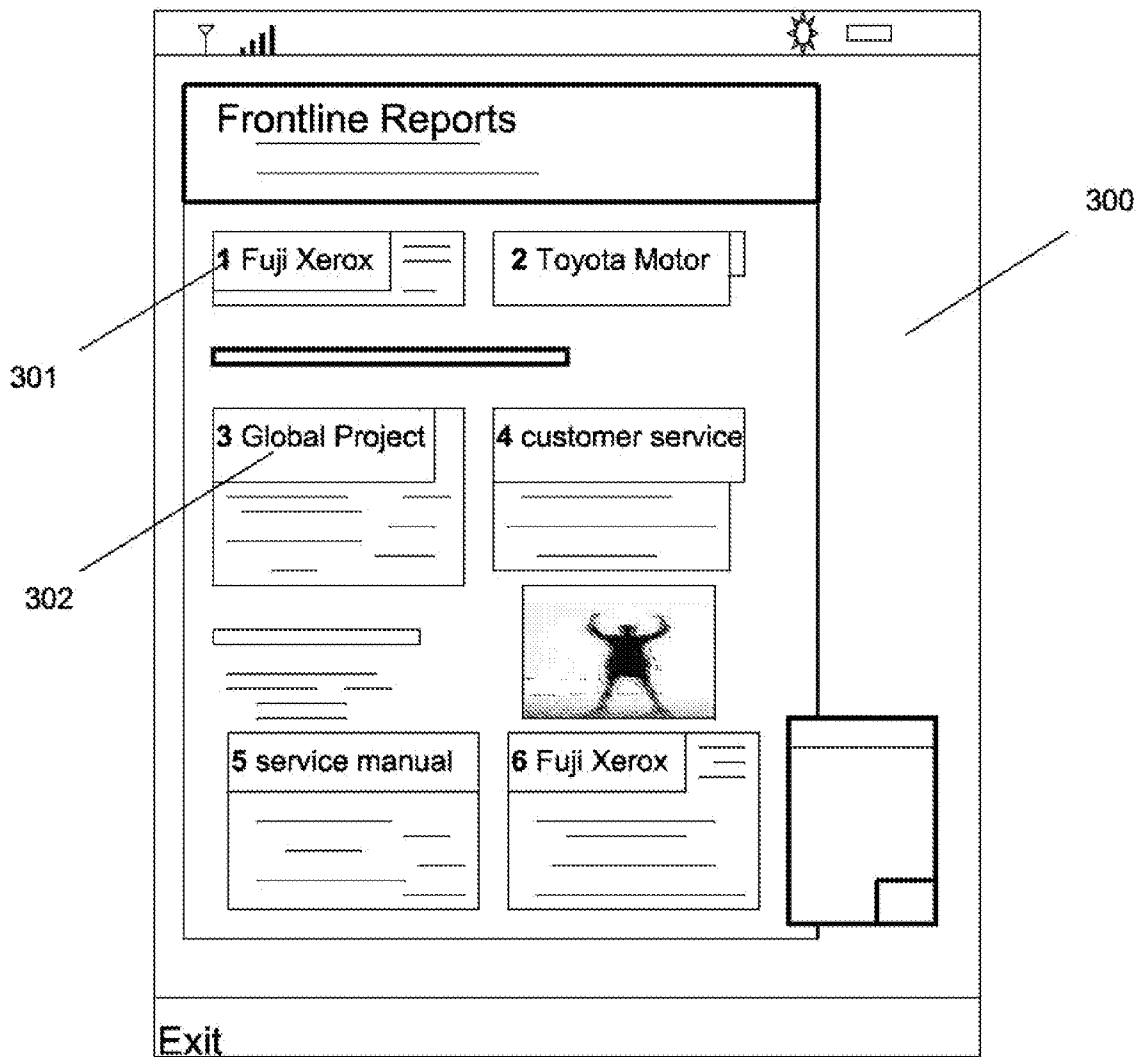 Frontline Reports
300
1 Fuji Xerox
2 Toyota Motor
301
3 Global Project
4 customer service
302
5 service manual
6 Fuji Xerox
Exit